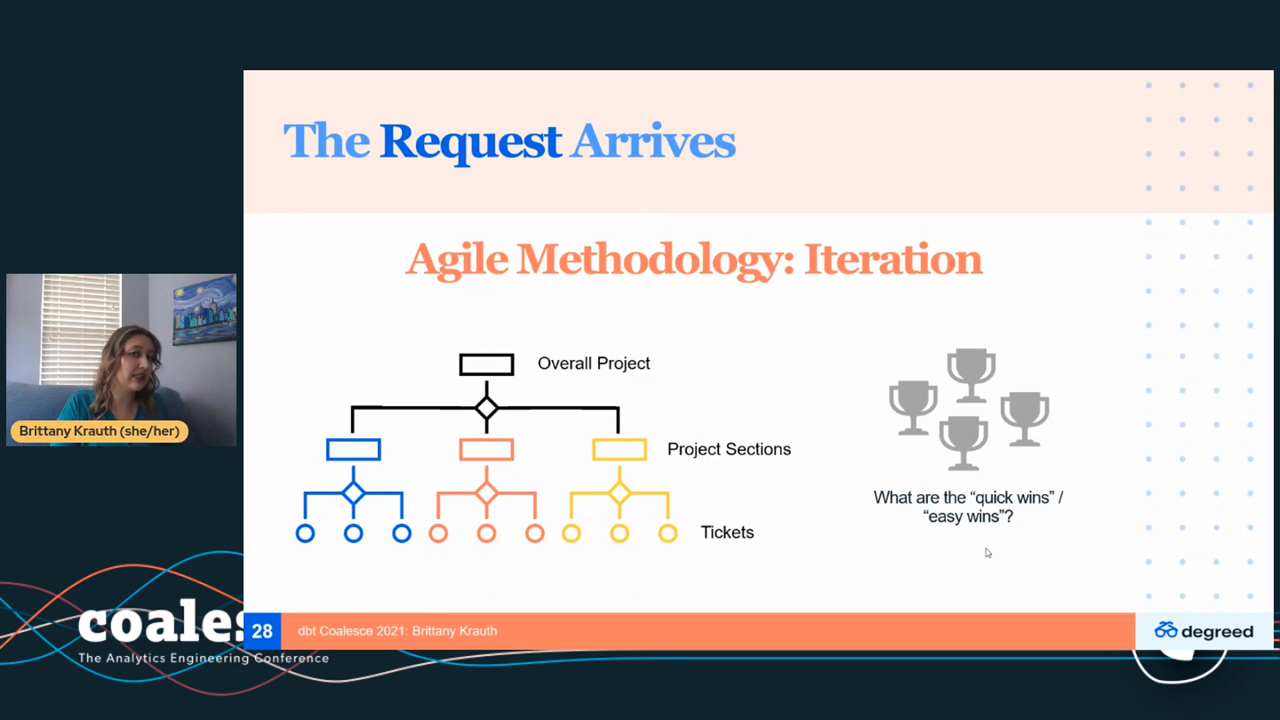 The Request Arrives
Agile Methodology: Iteration
Overall Project
Project Sections
Tickets
What are the “quick wins” /
“easy wins”?
Brittany Krauth (she/her)
28
dbt Coalesce 2021: Brittany Krauth
degreed
coales
The Analytics Engineering Conference